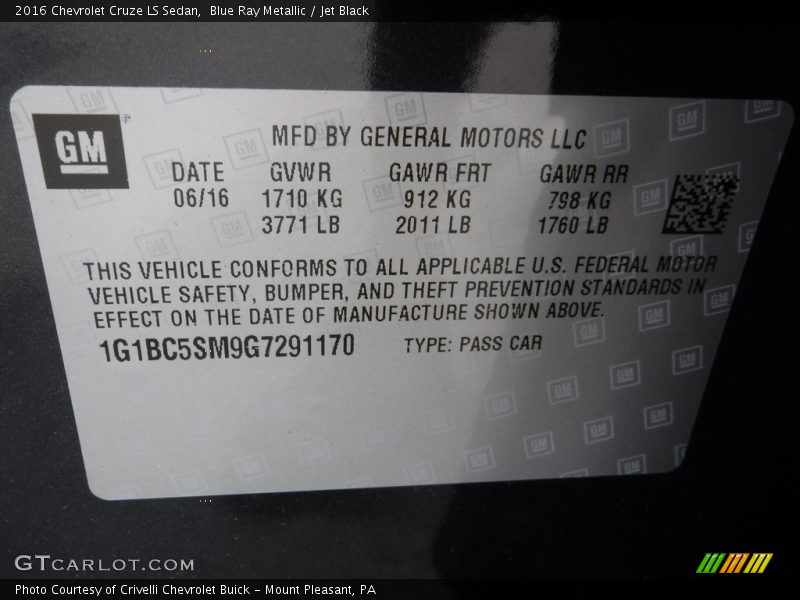 2016 Chevrolet Cruze LS Sedan, Blue Ray Metallic / Jet Black
GM
MFD BY GENERAL MOTORS LLC
DATE GVWR GAWR FRT GAWR RR
06/16 1710 KG 912 KG 798 KG
3771 LB 2011 LB 1760 LB
THIS VEHICLE CONFORMS TO ALL APPLICABLE U.S. FEDERAL MOTOR
VEHICLE SAFETY, BUMPER, AND THEFT PREVENTION STANDARDS IN
EFFECT ON THE DATE OF MANUFACTURE SHOWN ABOVE.
1G1BC5SM9G7291170 TYPE: PASS CAR
GTCARLOT.COM
Photo Courtesy of Crivelli Chevrolet Buick - Mount Pleasant, PA